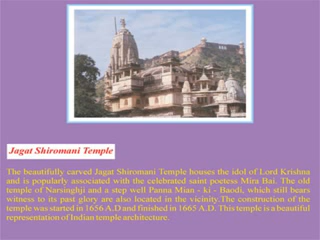 Jagat Shiromani Temple
The beautifully carved Jagat Shiromani Temple houses the idol of Lord Krishna
and is popularly associated with the celebrated saint poetess Mira Bai. The old
temple of Narsinghji and a step well Panna Mian - ki - Baodi, which still bears
witness to its past glory are also located in the vicinity.The construction of the
temple was started in 1656 A.D and finished in 1665 A.D. This temple is a beautiful
representation of Indian temple architecture.